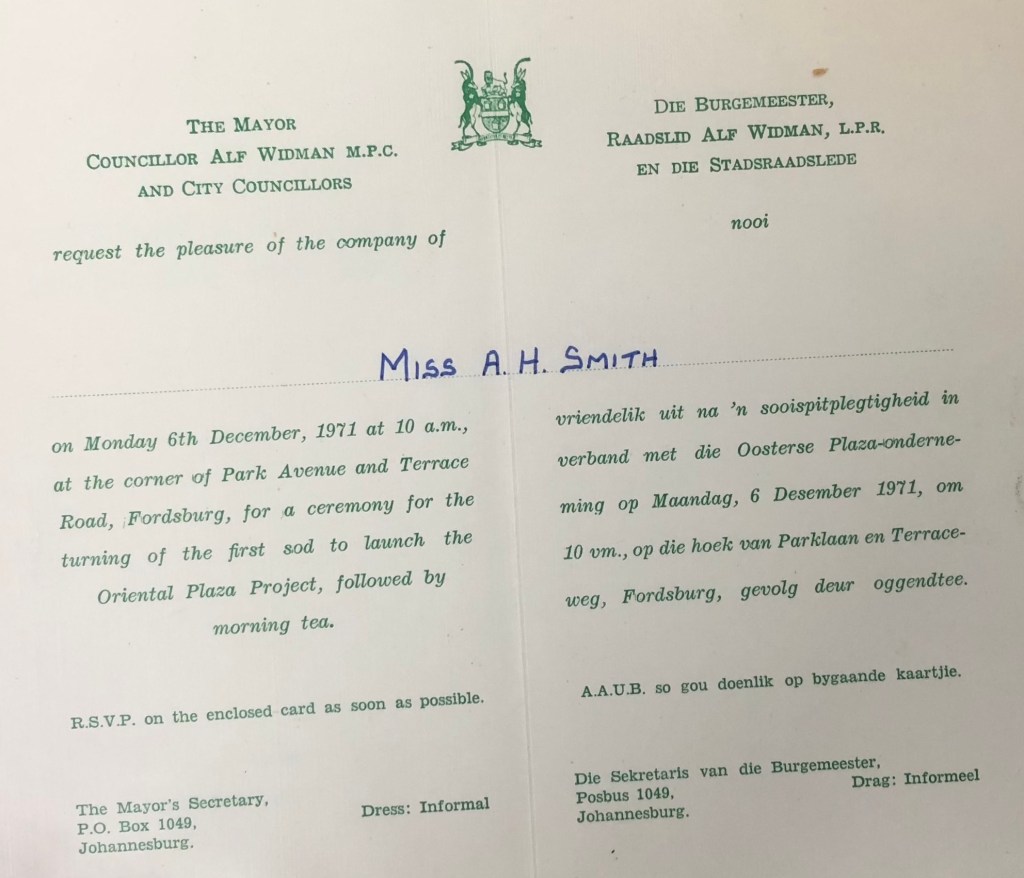 THE MAYOR
COUNCILLOR ALF WIDMAN M.P.C.
AND CITY COUNCILLORS
request the pleasure of the company of
DIE BURGEMEESTER,
RAADSLID ALF WIDMAN, L.P.R.
EN DIE STADSRAADSLEDE
nooi
MISS A. H. SMITH
on Monday 6th December, 1971 at 10 a.m.,
at the corner of Park Avenue and Terrace
Road, Fordsburg, for a ceremony for the
turning of the first sod to launch the
Oriental Plaza Project, followed by
morning tea.
R.S.V.P. on the enclosed card as soon as possible.
The Mayor's Secretary,
P.O. Box 1049,
Johannesburg.
Dress: Informal
vriendelik uit na 'n sooispitplegtigheid in
verband met die Oosterse Plaza-onderne-
ming op Maandag, 6 Desember 1971, om
10 vm., op die hoek van Parklaan en Terrace-
weg, Fordsburg, gevolg deur oggendtee.
A.A.U.B. so gou doenlik op bygaande kaartjie.
Die Sekretaris van die Burgemeester,
Posbus 1049,
Johannesburg.
Drag: Informeel